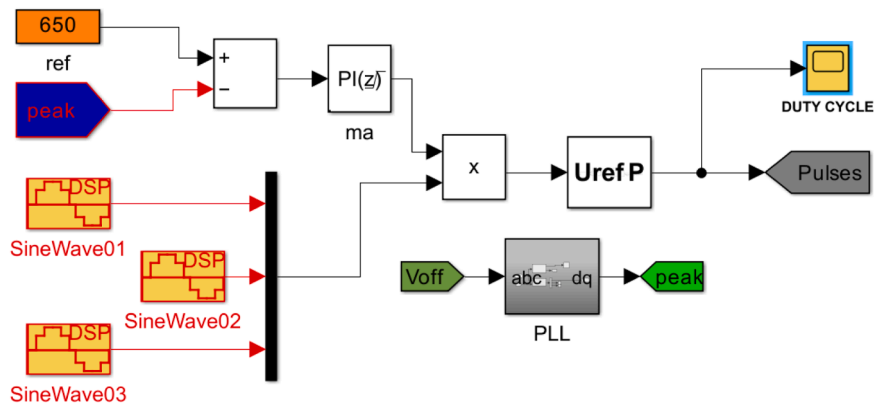 650
ref
+
−
peak
PI(z)
ma
DSP
SineWave01
DSP
SineWave02
DSP
SineWave03
x
Uref P
DUTY CYCLE
Pulses
Voff
abc dq
PLL
peak